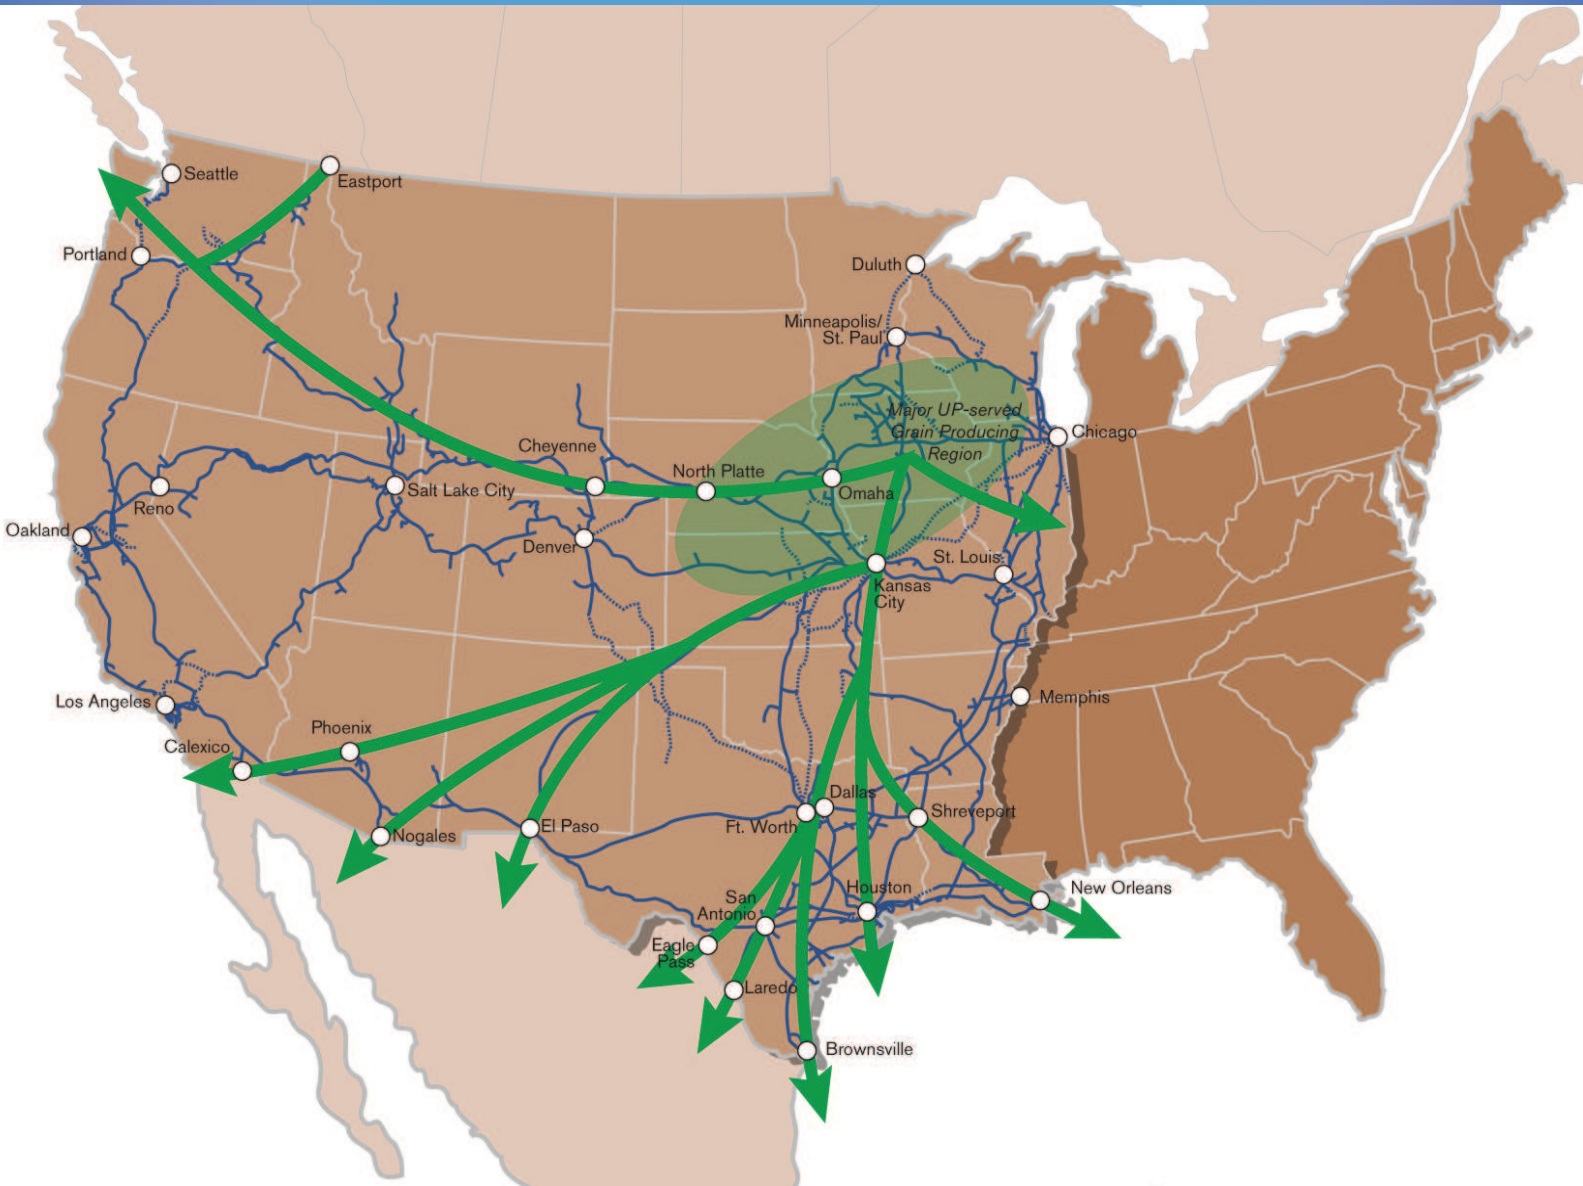 Seattle
Eastport
Portland
Duluth
Minneapolis/
St. Paul
Major UP-served
Grain Producing
Region
Chicago
Cheyenne
North Platte
Omaha
Salt Lake City
Reno
Oakland
Denver
St. Louis
Kansas
City
Los Angeles
Memphis
Phoenix
Calexico
Dallas
Shreveport
Ft. Worth
El Paso
Nogales
Houston
New Orleans
San
Antonio
Eagle
Pass
Laredo
Brownsville